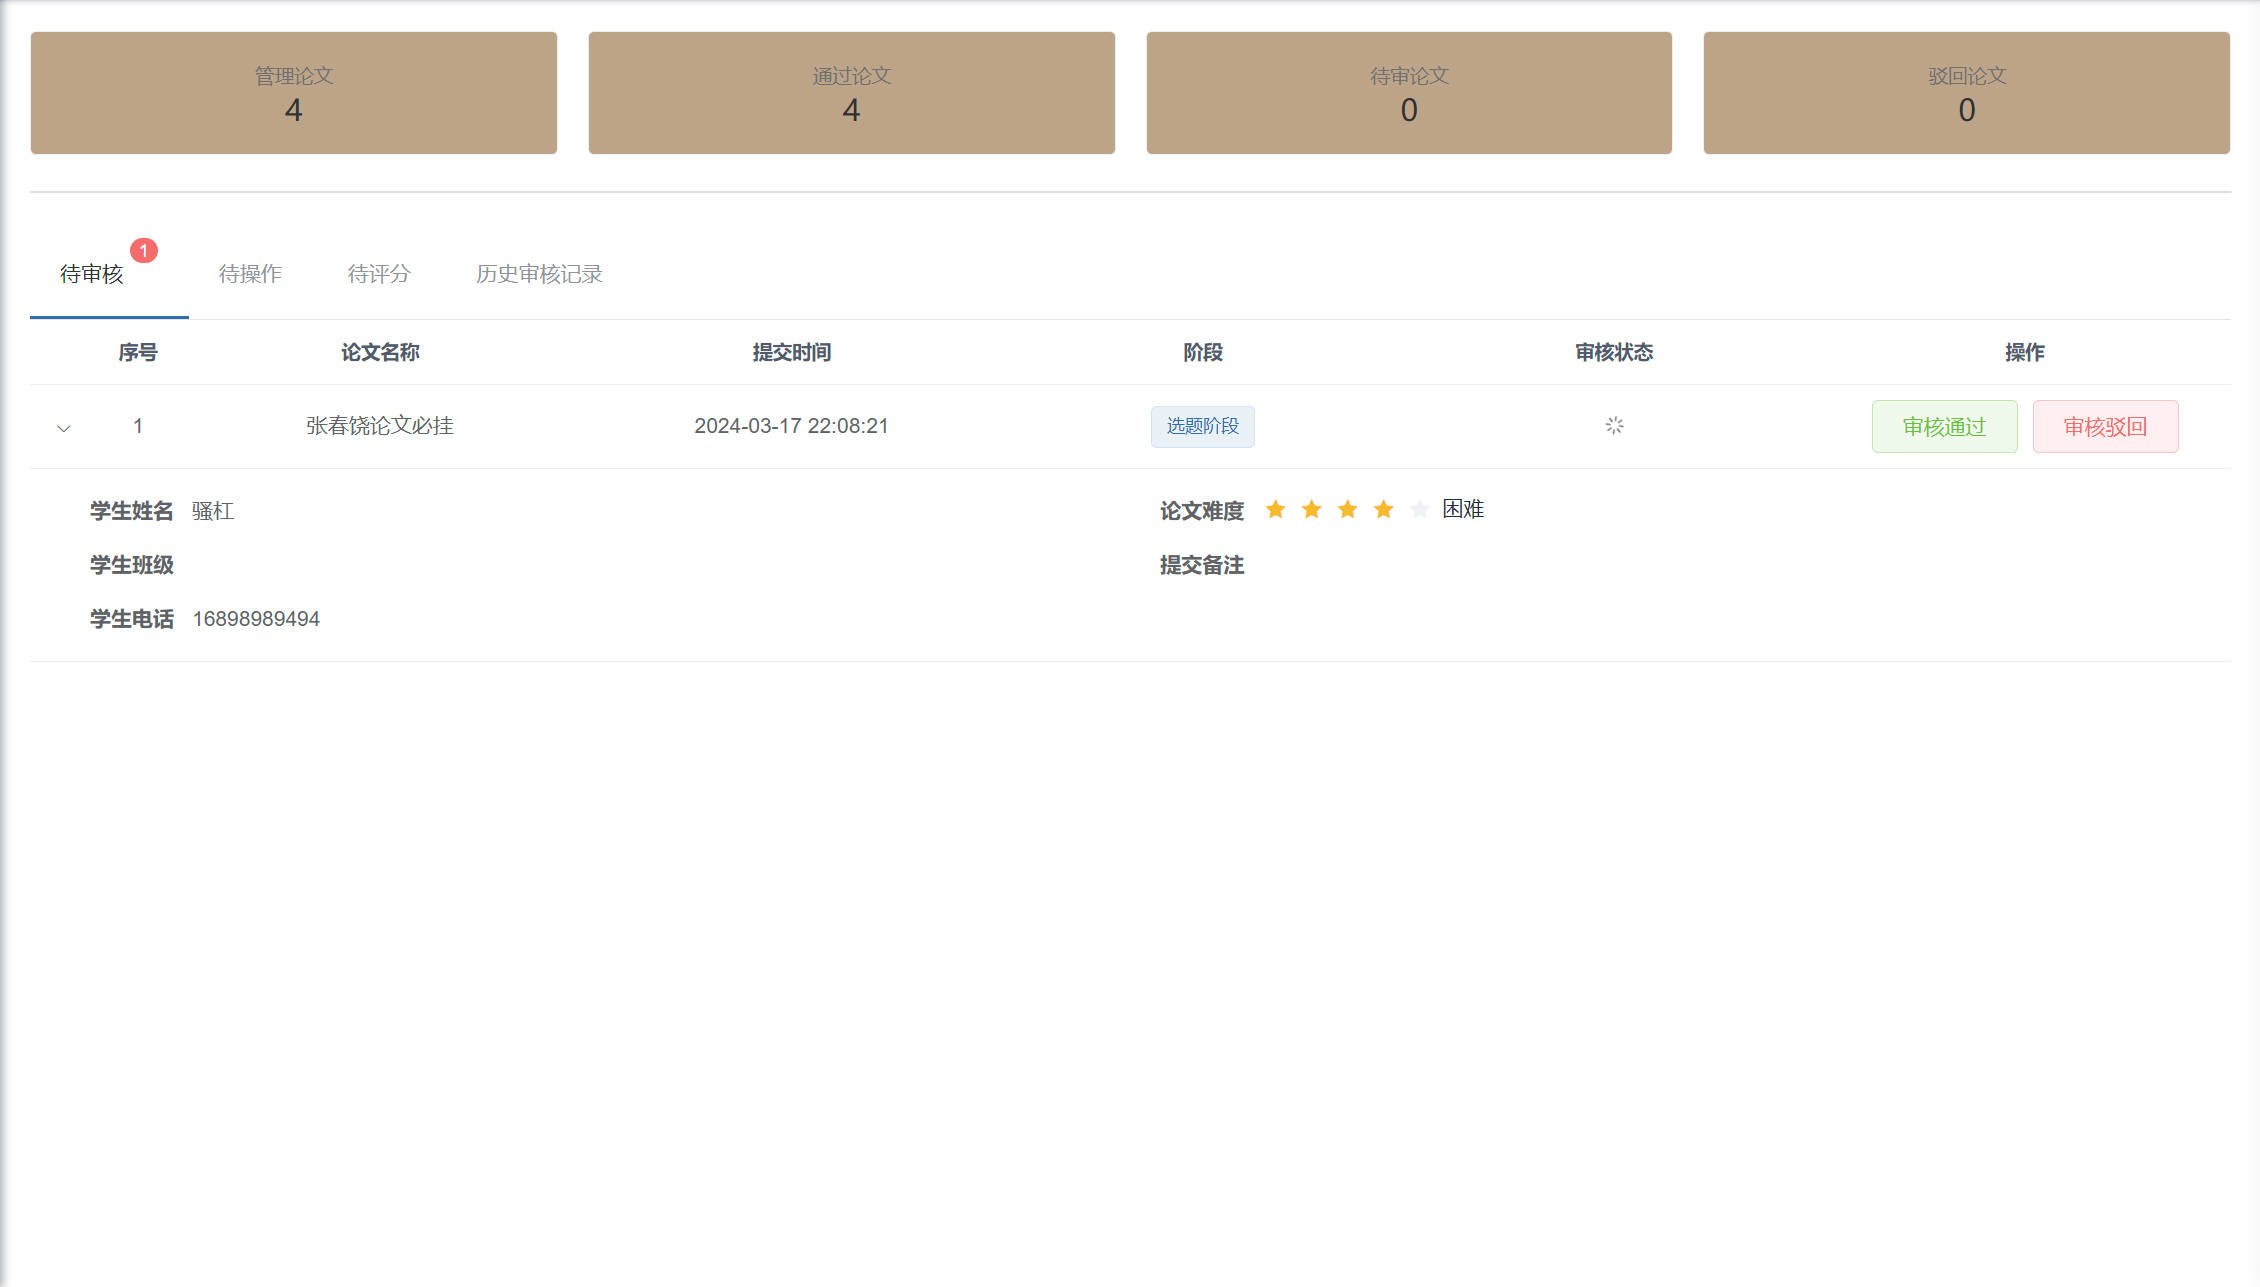 管理论文
4
通过论文
4
待审论文
0
驳回论文
0
待审核 1 待操作 待评分 历史审核记录
序号 论文名称 提交时间 阶段 审核状态 操作
1 张春饶论文必挂 2024-03-17 22:08:21 选题阶段 审核通过 审核驳回
学生姓名 骚杠
论文难度 困难
学生班级
提交备注
学生电话 16898989494